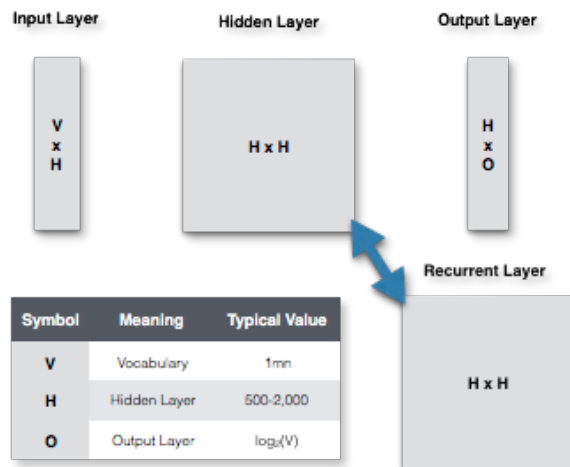 Input Layer
Hidden Layer
Output Layer
V
x
H
H x H
H
x
O
Recurrent Layer
H x H
Symbol Meaning Typical Value
V Vocabulary 1mn
H Hidden Layer 500-2,000
O Output Layer log₂(V)